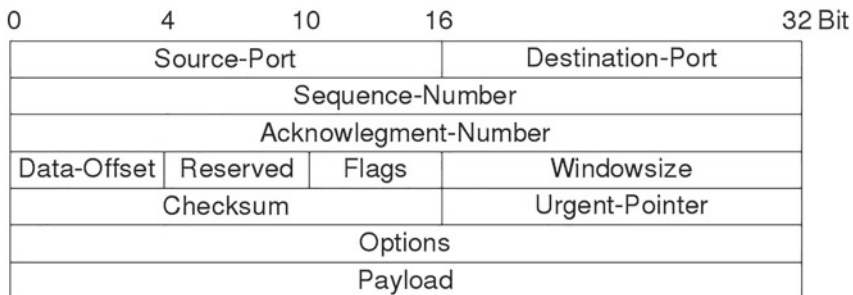 0 4 10 16 32 Bit
Source-Port Destination-Port
Sequence-Number
Acknowlegment-Number
Data-Offset Reserved Flags Windowsize
Checksum Urgent-Pointer
Options
Payload